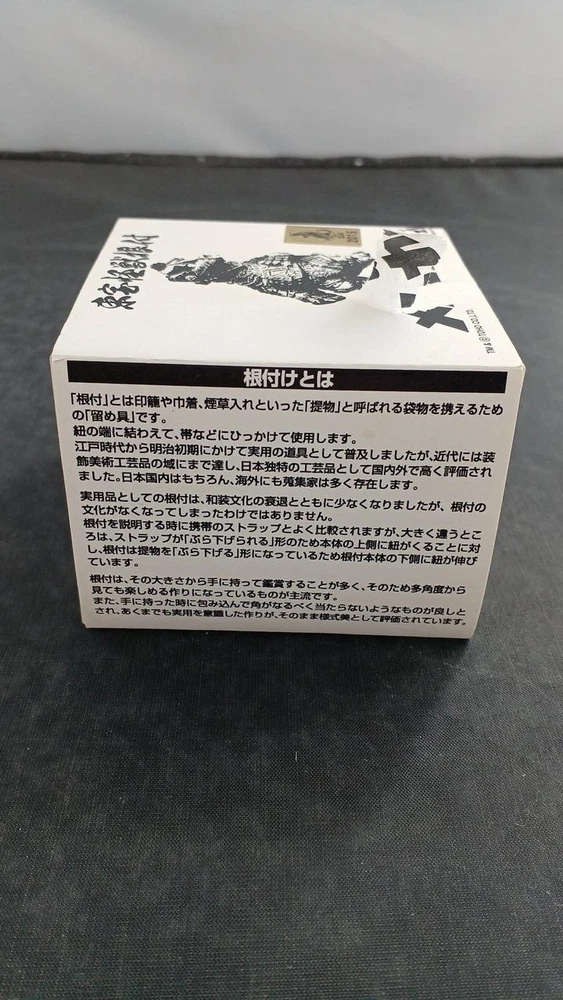 東宝怪獣根付
2015
TM & © TOHO CO.,LTD.
根付けとは
「根付」とは印籠や巾着、煙草入れといった「提物」と呼ばれる袋物を携えるため
の「留め具」です。
紐の端に結わえて、帯などにひっかけて使用します。
江戸時代から明治初期にかけて実用の道具として普及しましたが、近代には装
飾美術工芸品の域にまで達し、日本独特の工芸品として国内外で高く評価され
ました。日本国内はもちろん、海外にも蒐集家は多く存在します。
実用品としての根付は、和装文化の衰退とともに少なくなりましたが、根付の
文化がなくなってしまったわけではありません。
根付を説明する時に携帯のストラップとよく比較されますが、大きく違うとこ
ろは、ストラップが「ぶら下げられる」形のため本体の上側に紐がくることに対
し、根付は提物を「ぶら下げる」形になっているため根付本体の下側に紐が伸び
ています。
根付は、その大きさから手に持って鑑賞することが多く、そのため多角度から
見ても楽しめる作りになっているものが主流です。
また、手に持った時に包み込んで角がなるべく当たらないようなものが良しと
され、あくまでも実用を意識した作りが、そのまま様式美として評価されています。